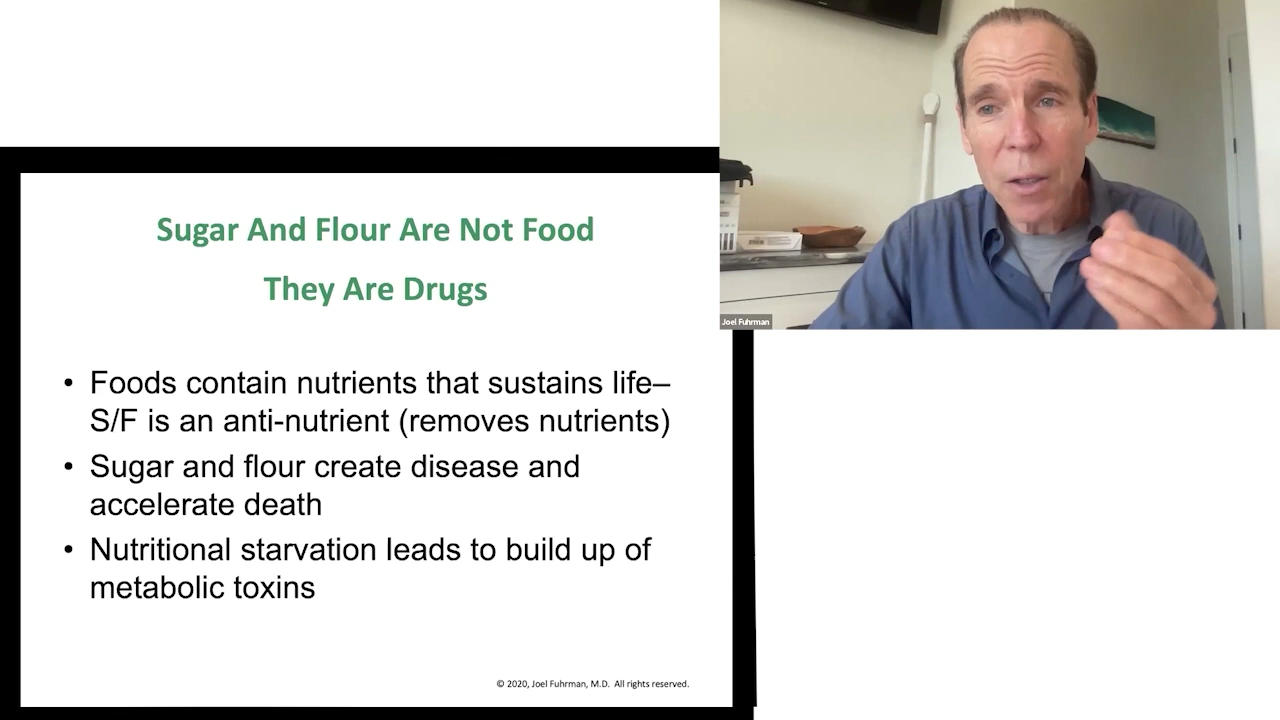 Sugar And Flour Are Not Food
They Are Drugs
• Foods contain nutrients that sustains life–
S/F is an anti-nutrient (removes nutrients)
• Sugar and flour create disease and
accelerate death
• Nutritional starvation leads to build up of
metabolic toxins
© 2020, Joel Fuhrman, M.D. All rights reserved.
Joel Fuhrman